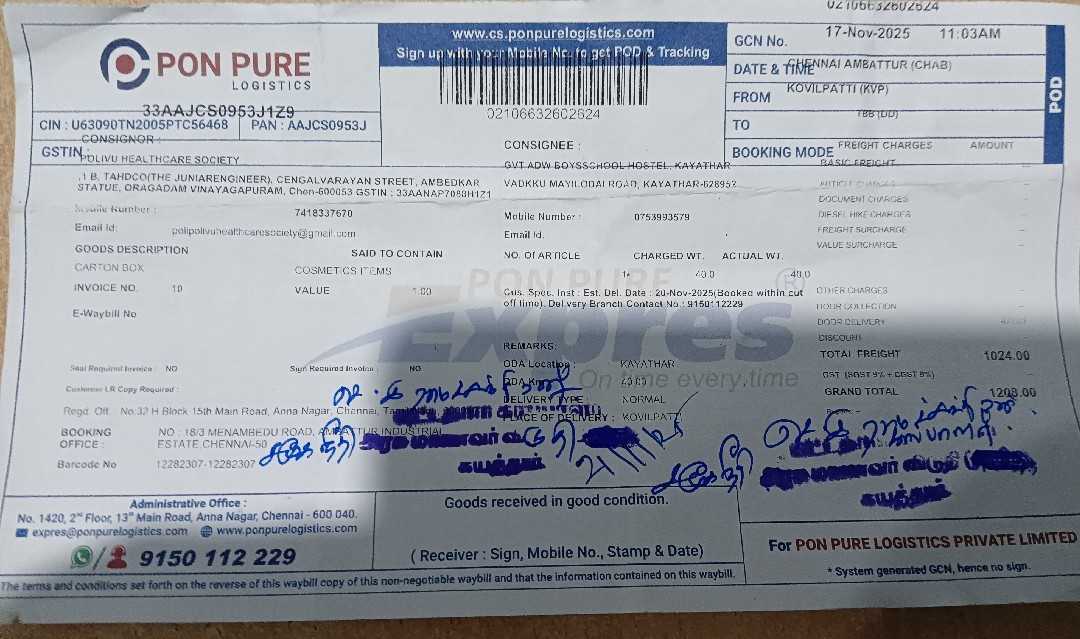 02106632602624
PON PURE
LOGISTICS
33AAJCS0953J1Z9
CIN : U63090TN2005PTC56468
PAN : AAJCS0953J
GSTIN :
www.cs.ponpurelogistics.com
Sign up with your Mobile No. to get POD & Tracking
02106632602624
GCN No.
17-Nov-2025 11:03AM
DATE & TIME
CHENNAI AMBATTUR (CHAB)
FROM
KOVILPATTI (KVP)
TO
TBB (DD)
BOOKING MODE
POD
CONSIGNOR :
POLIVU HEALTHCARE SOCIETY
.1 B, TAHDCO(THE JUNIARENGINEER), CENGALVARAYAN STREET, AMBEDKAR
STATUE, ORAGADAM VINAYAGAPURAM, Chen-600053 GSTIN : 33AANAP7088H1Z1
Mobile Number :
7418337670
Email Id:
polipolivuhealthcaresociety@gmail.com
CONSIGNEE :
GVT ADW BOYSSCHOOL HOSTEL, KAYATHAR
VADKKU MAYILODAI ROAD, KAYATHAR-628952
Mobile Number :
0753993579
Email Id:
FREIGHT CHARGES
AMOUNT
BASIC FREIGHT
ARTICLE CHARGES
DOCUMENT CHARGES
DIESEL HIKE CHARGES
FREIGHT SURCHARGE
VALUE SURCHARGE
GOODS DESCRIPTION
SAID TO CONTAIN
CARTON BOX
COSMETICS ITEMS
INVOICE NO.
10
VALUE
1.00
E-Waybill No
NO. OF ARTICLE
CHARGED WT.
ACTUAL WT.
40.0
40.0
Cus. Spec. Inst : Est. Del. Date : 20-Nov-2025(Booked within cut
off time). Delivery Branch Contact No : 9150112229
OTHER CHARGES
DOOR COLLECTION
DOOR DELIVERY
DISCOUNT
PON PURE
Expres
®
On time every time
Seal Required Invoice :
NO
Sign Required Invoice :
NO
Customer LR Copy Required :
REMARKS:
ODA Location :
KAYATHAR
ODA Km :
40.00
DELIVERY TYPE :
NORMAL
PLACE OF DELIVERY :
KOVILPATTI
TOTAL FREIGHT
1024.00
GST (SGST 9% + CGST 9%)
GRAND TOTAL
1208.00
Regd. Off.
No:32 H Block 15th Main Road, Anna Nagar, Chennai,
BOOKING
OFFICE :
NO : 18/3 MENAMBEDU ROAD, AMBATTUR INDUSTRIAL
ESTATE,CHENNAI-50
Barcode No
12282307-12282307
கயத்தார்
கயத்தார்
Administrative Office :
No. 1420, 2nd Floor, 13th Main Road, Anna Nagar, Chennai - 600 040.
expres@ponpurelogistics.com
www.ponpurelogistics.com
9150 112 229
Goods received in good condition.
( Receiver : Sign, Mobile No., Stamp & Date)
For PON PURE LOGISTICS PRIVATE LIMITED
* System generated GCN, hence no sign.
The terms and conditions set forth on the reverse of this waybill copy of this non-negotiable waybill and that the information contained on this waybill.